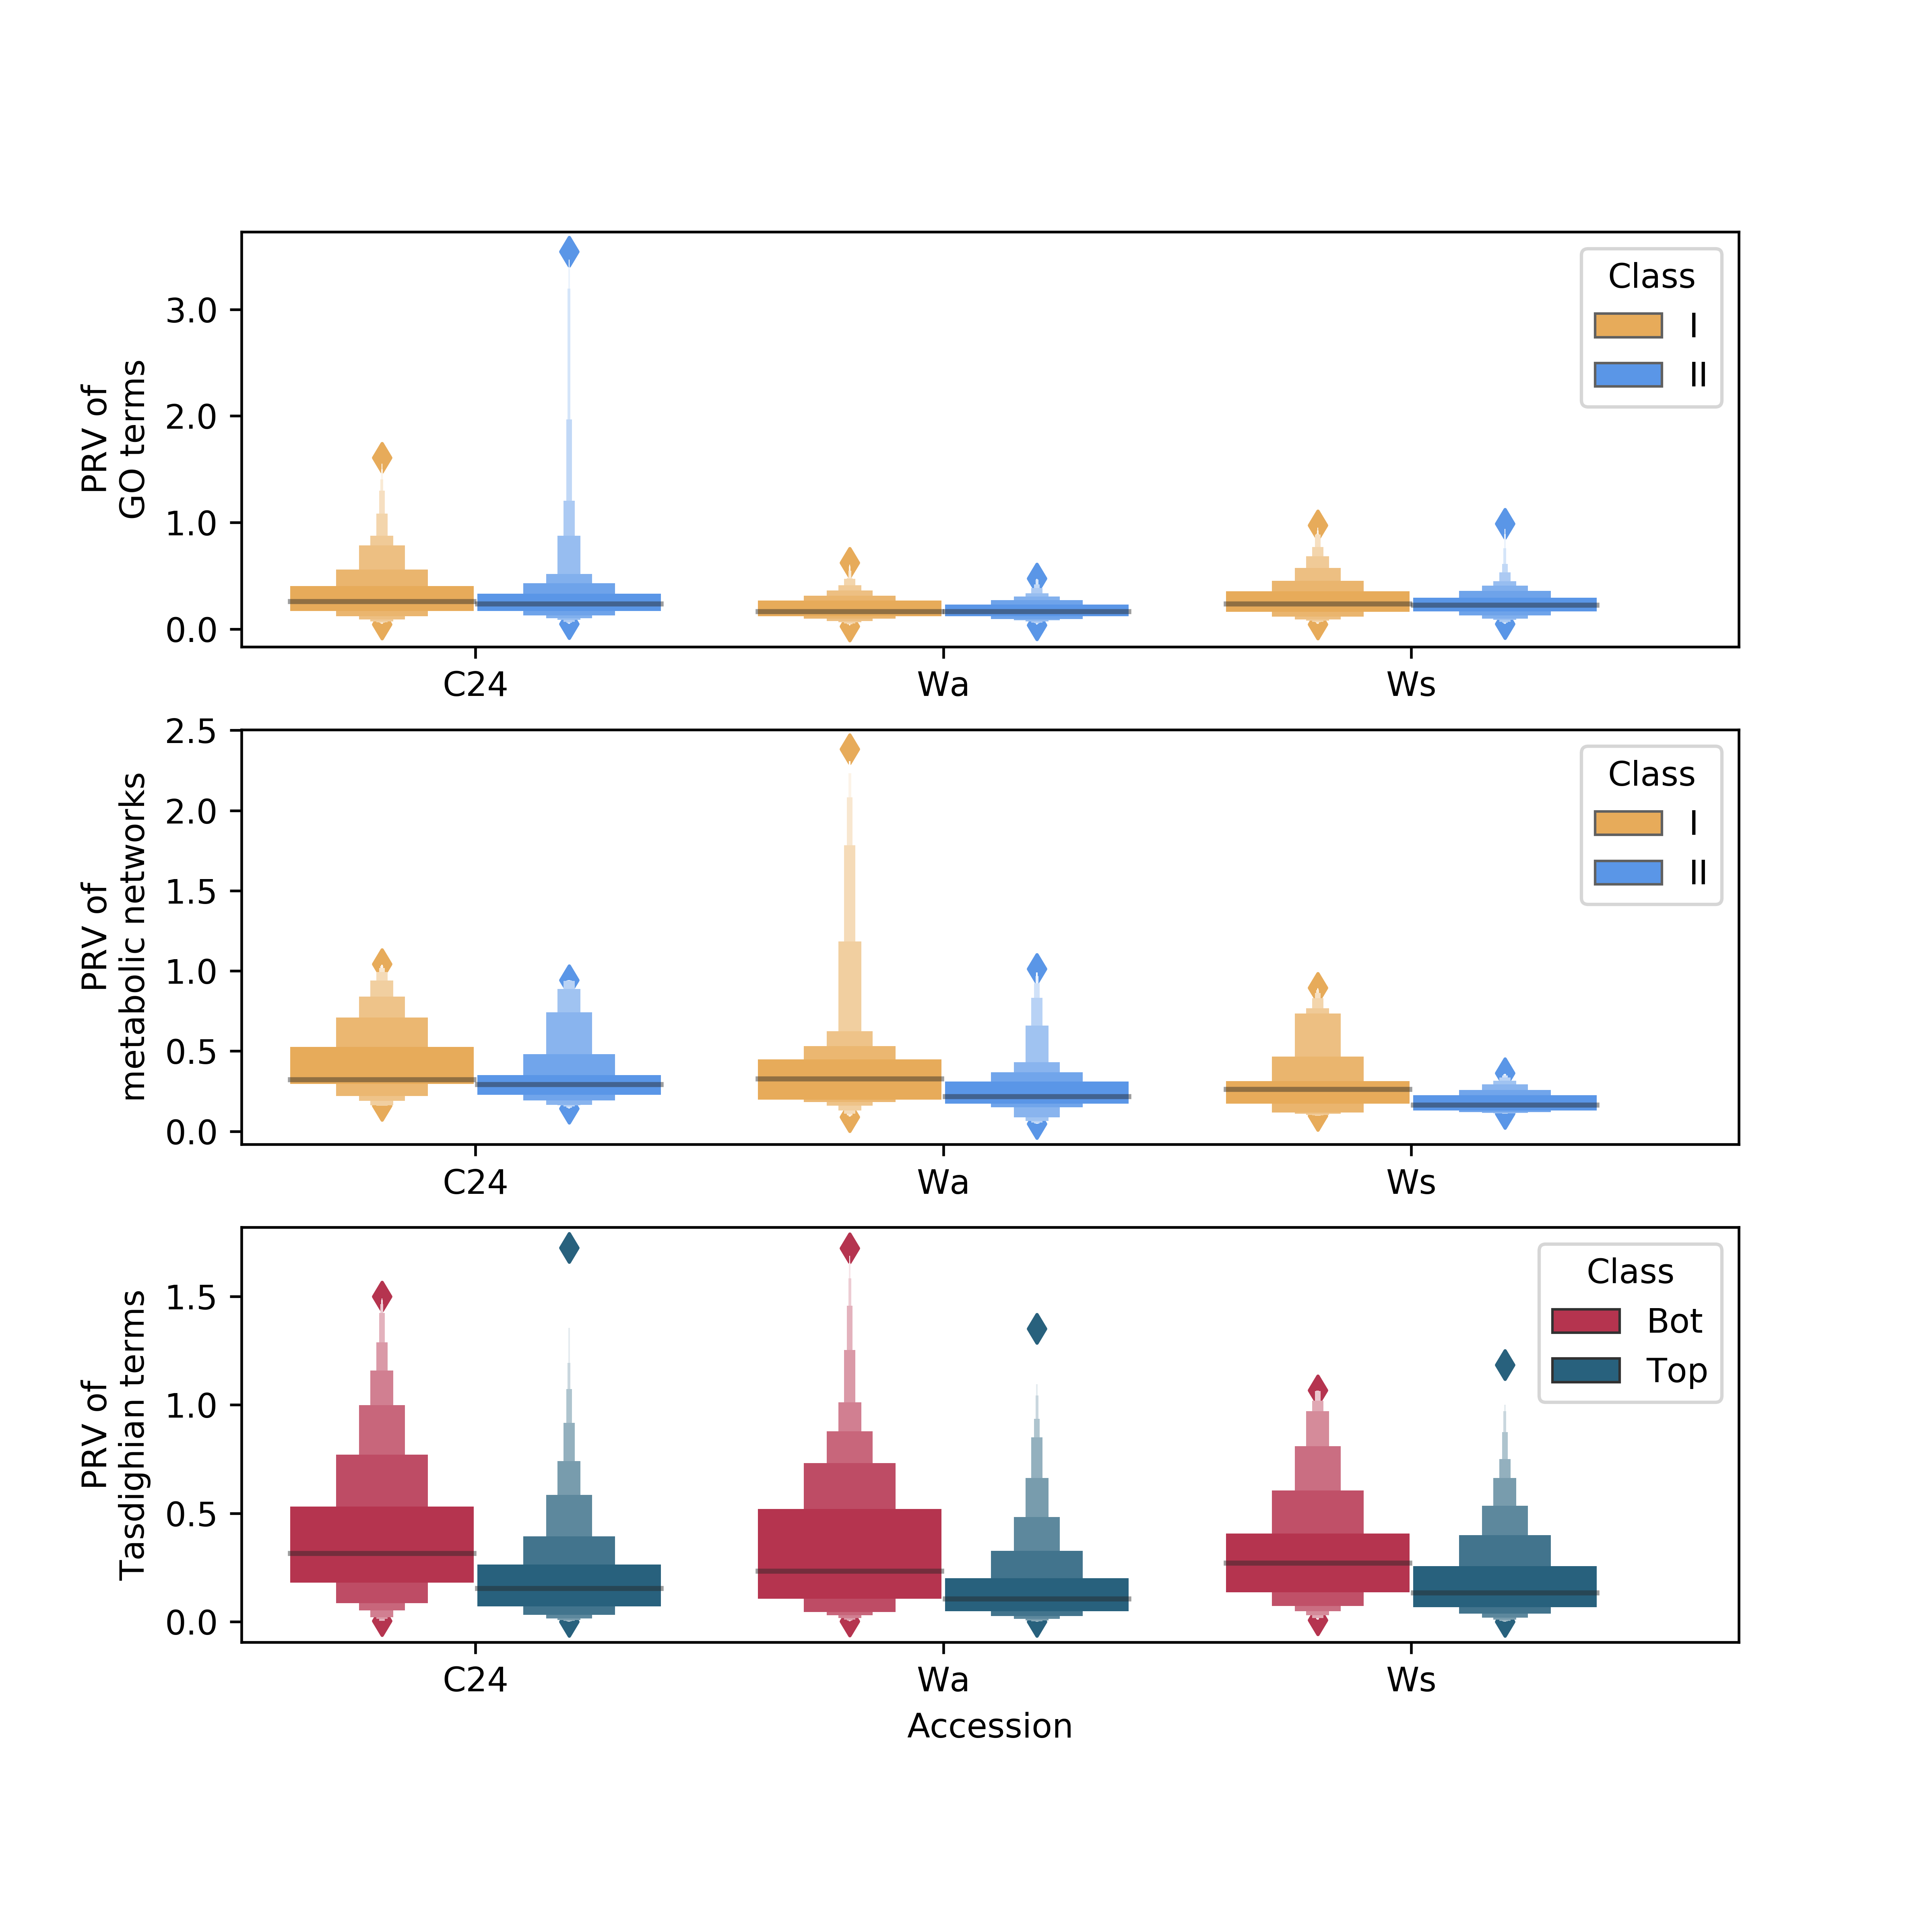 PRV of
GO terms
3.0
2.0
1.0
0.0
Class
I
II
C24
Wa
Ws
PRV of
metabolic networks
2.5
2.0
1.5
1.0
0.5
0.0
Class
I
II
C24
Wa
Ws
PRV of
Tasdighian terms
1.5
1.0
0.5
0.0
Class
Bot
Top
C24
Wa
Ws
Accession